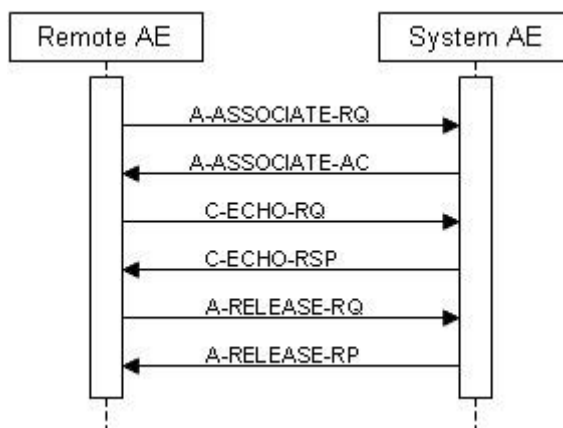 Remote AE
System AE
A-ASSOCIATE-RQ
A-ASSOCIATE-AC
C-ECHO-RQ
C-ECHO-RSP
A-RELEASE-RQ
A-RELEASE-RP